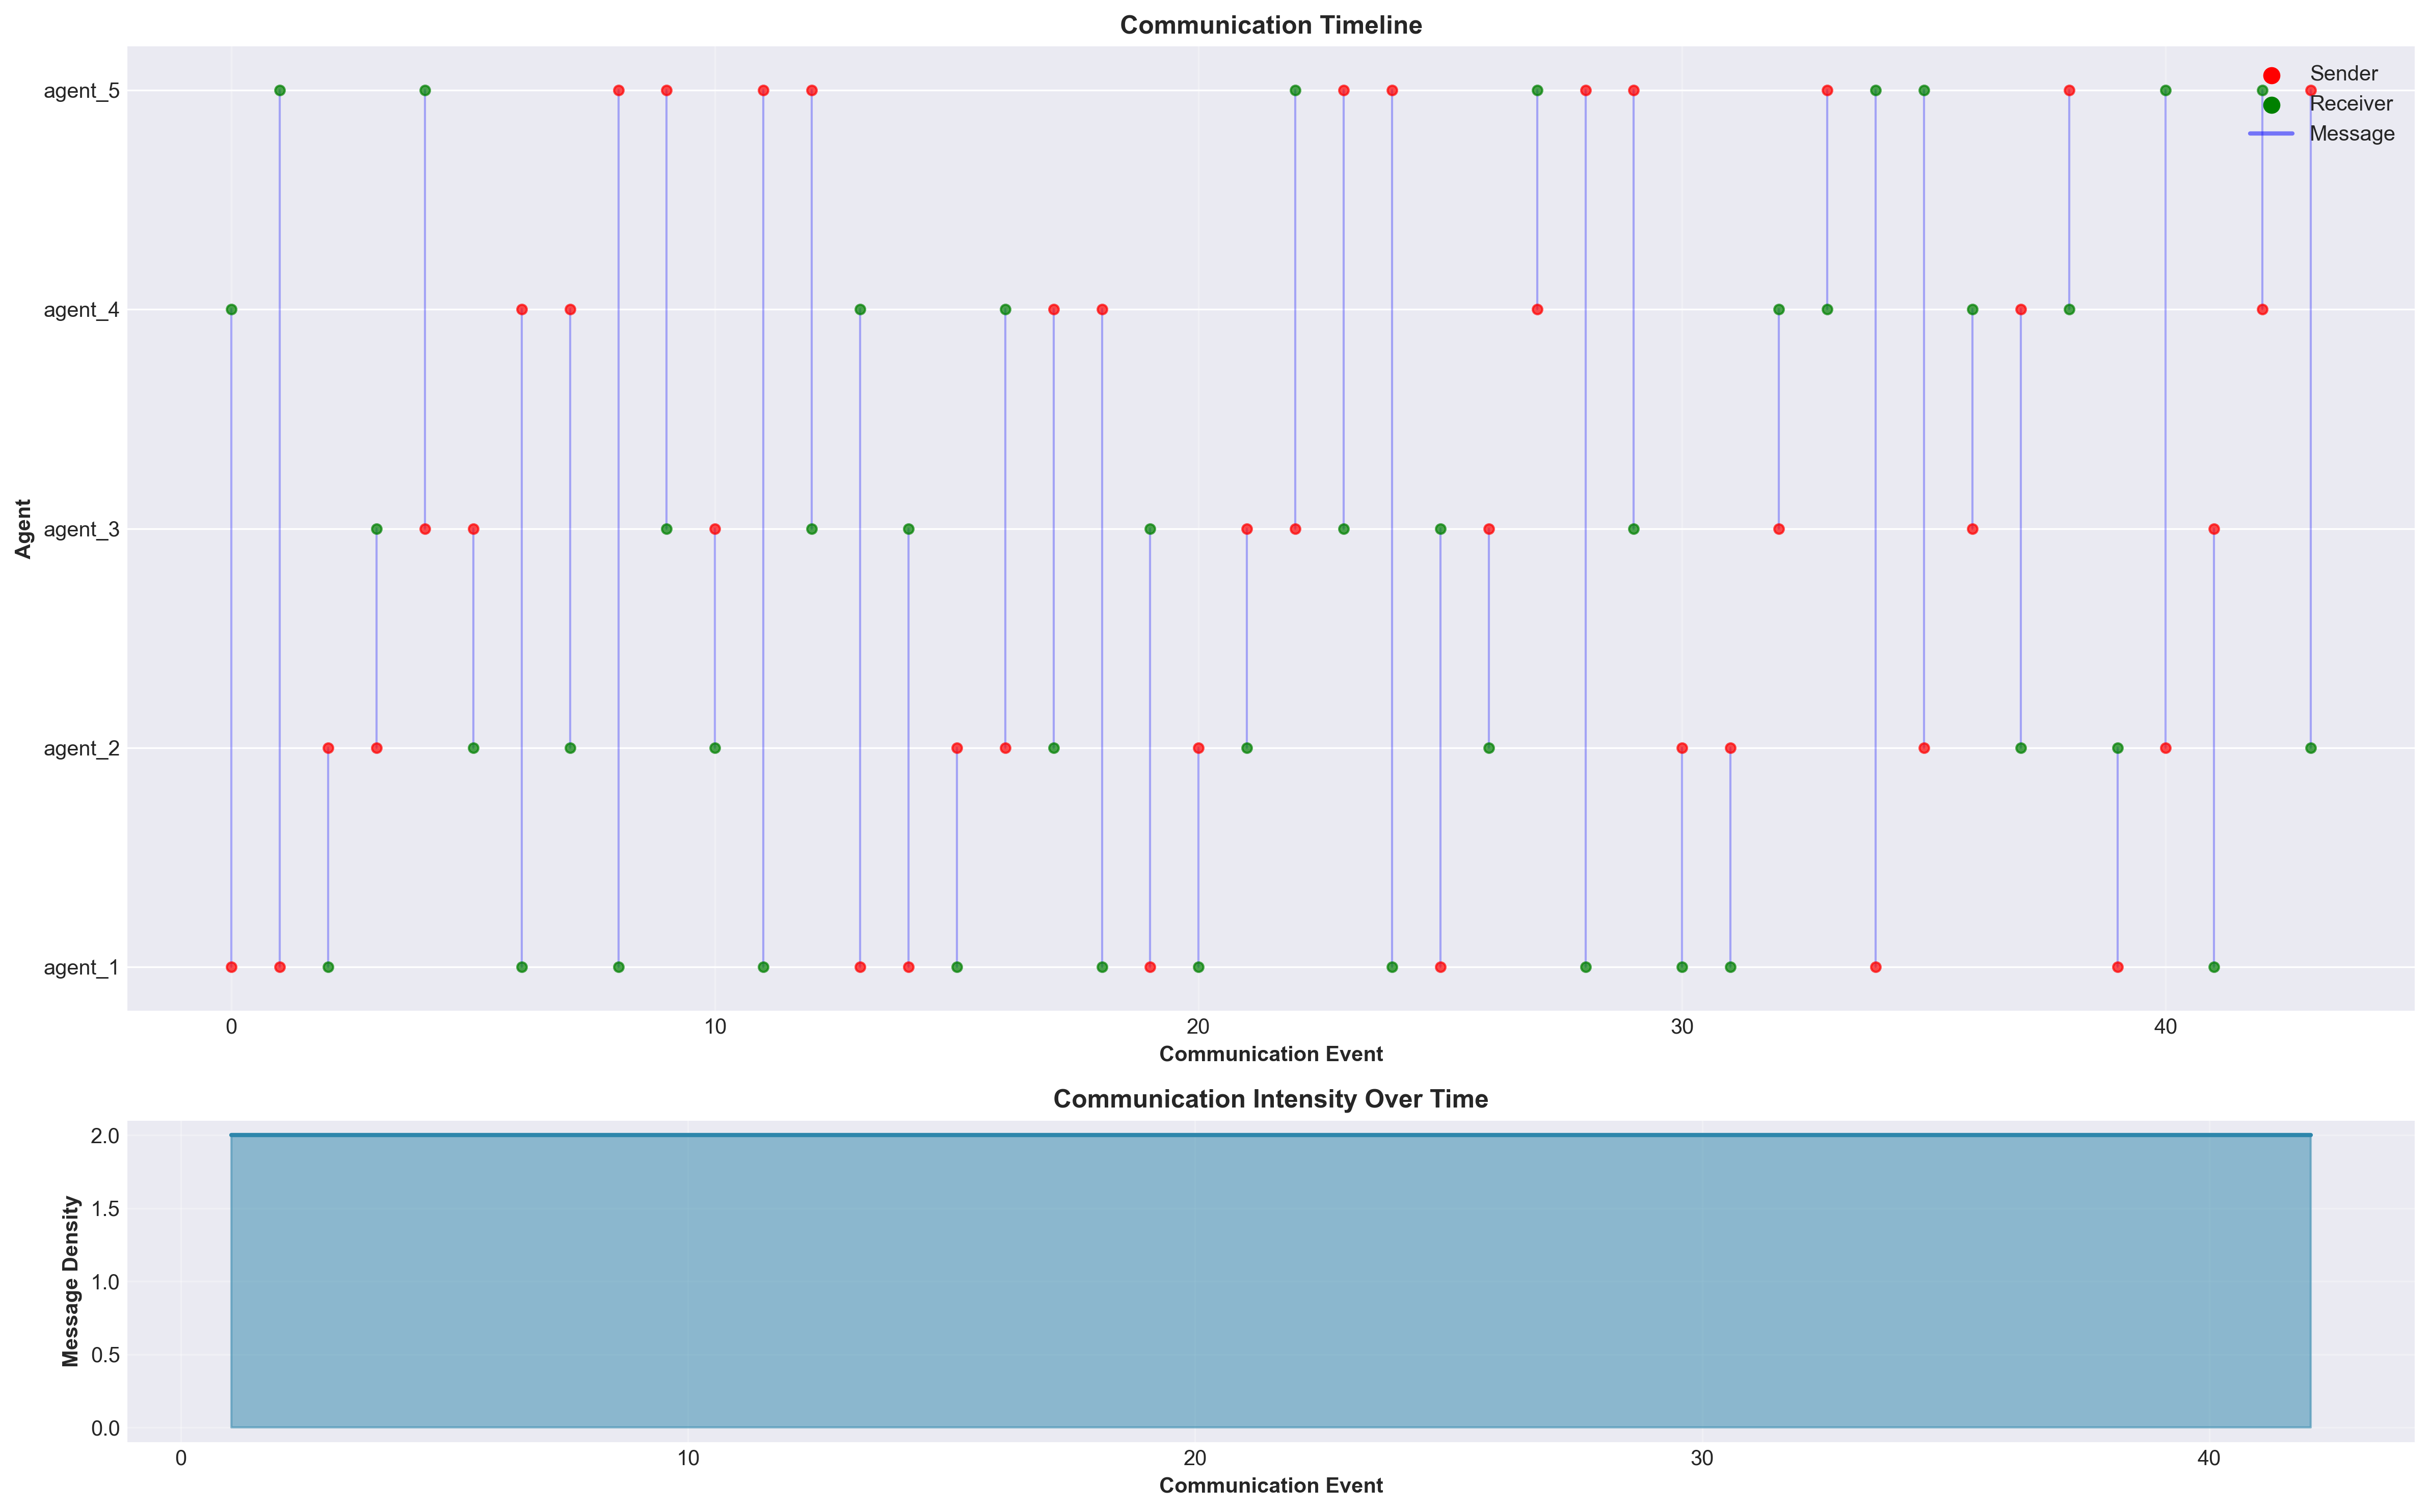 Communication Timeline
agent_5
agent_4
agent_3
agent_2
agent_1
Agent
Sender
Receiver
Message
0 10 20 30 40
Communication Event
Communication Intensity Over Time
2.0
1.5
1.0
0.5
0.0
Message Density
0 10 20 30 40
Communication Event